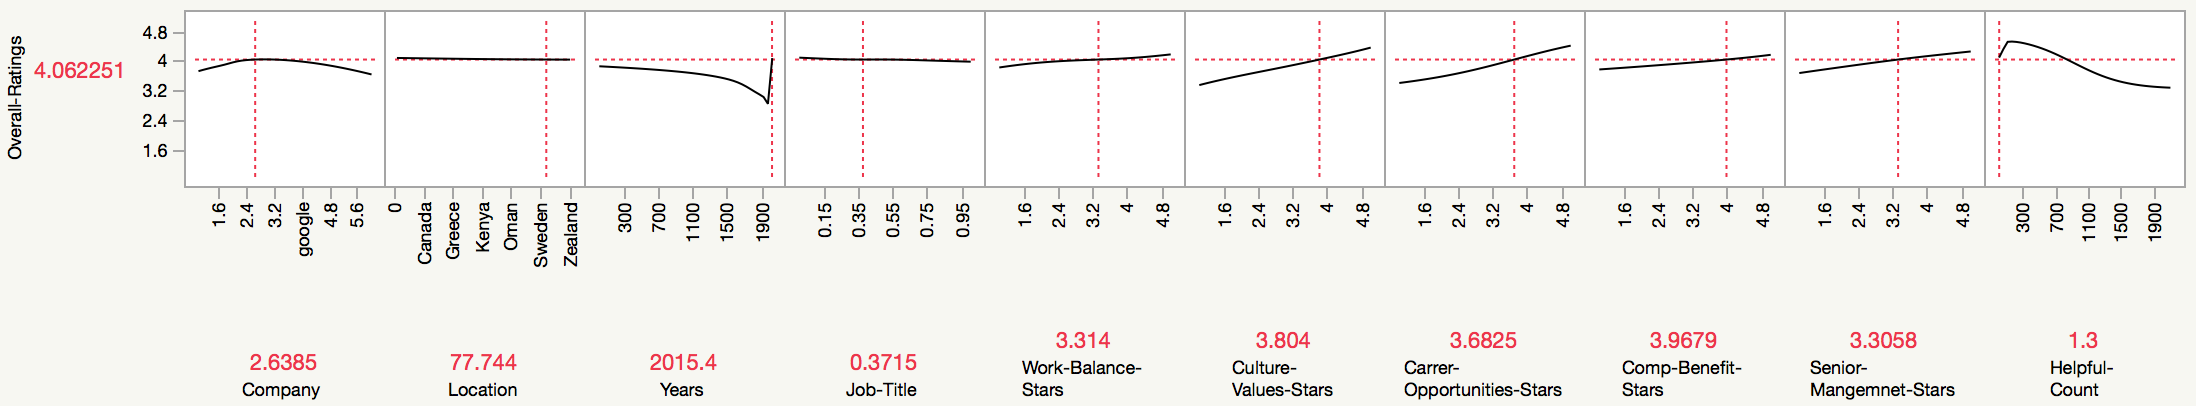 Overall-Ratings
4.062251
4.8
4
3.2
2.4
1.6
1.6 2.4 3.2 google 4.8 5.6
0 Canada Greece Kenya Oman Sweden Zealand
300 700 1100 1500 1900
0.15 0.35 0.55 0.75 0.95
1.6 2.4 3.2 4 4.8
1.6 2.4 3.2 4 4.8
1.6 2.4 3.2 4 4.8
1.6 2.4 3.2 4 4.8
1.6 2.4 3.2 4 4.8
300 700 1100 1500 1900
2.6385
Company
77.744
Location
2015.4
Years
0.3715
Job-Title
3.314
Work-Balance-
Stars
3.804
Culture-
Values-Stars
3.6825
Carrer-
Opportunities-Stars
3.9679
Comp-Benefit-
Stars
3.3058
Senior-
Mangemnet-Stars
1.3
Helpful-
Count